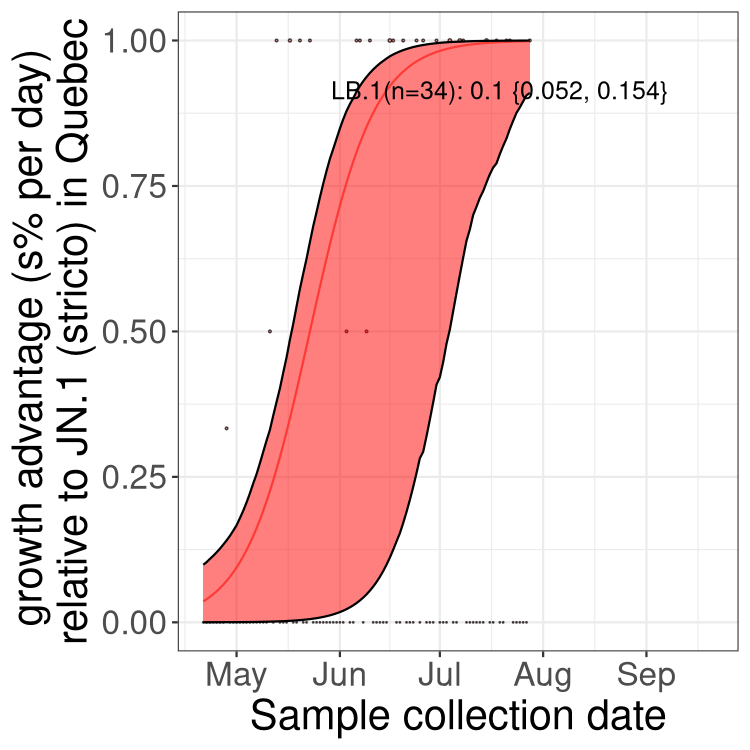 growth advantage (s% per day)
relative to JN.1 (stricto) in Quebec
1.00
0.75
0.50
0.25
0.00
LB.1(n=34): 0.1 {0.052, 0.154}
May Jun Jul Aug Sep
Sample collection date